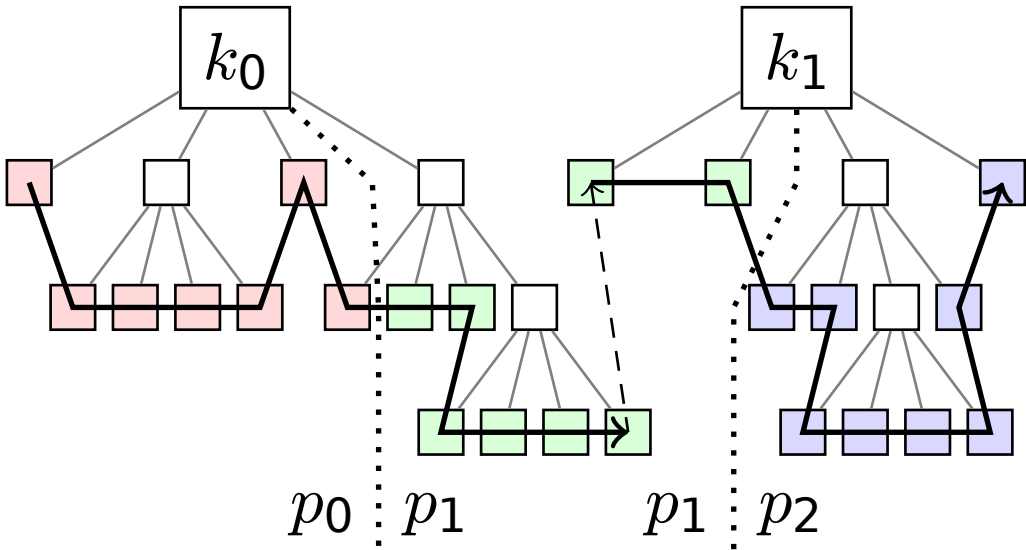 k₀ k₁
p₀ p₁ p₁ p₂